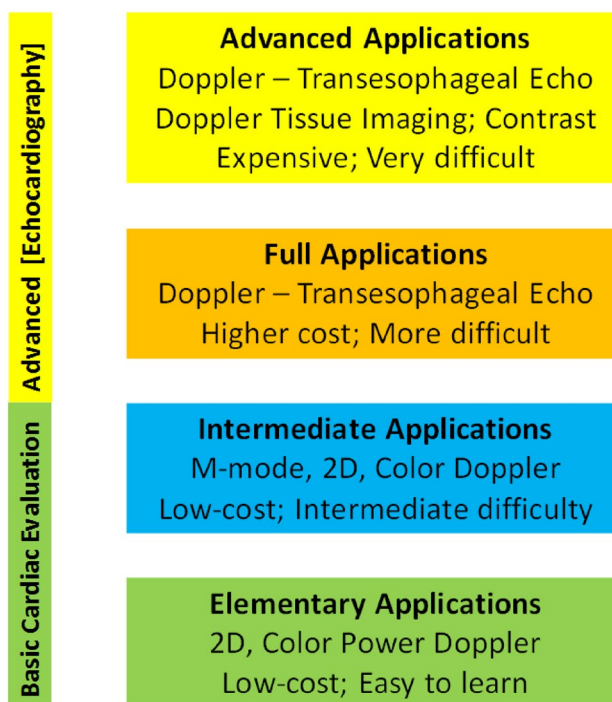 Advanced [Echocardiography]
Basic Cardiac Evaluation
Advanced Applications
Doppler – Transesophageal Echo
Doppler Tissue Imaging; Contrast
Expensive; Very difficult
Full Applications
Doppler – Transesophageal Echo
Higher cost; More difficult
Intermediate Applications
M-mode, 2D, Color Doppler
Low-cost; Intermediate difficulty
Elementary Applications
2D, Color Power Doppler
Low-cost; Easy to learn